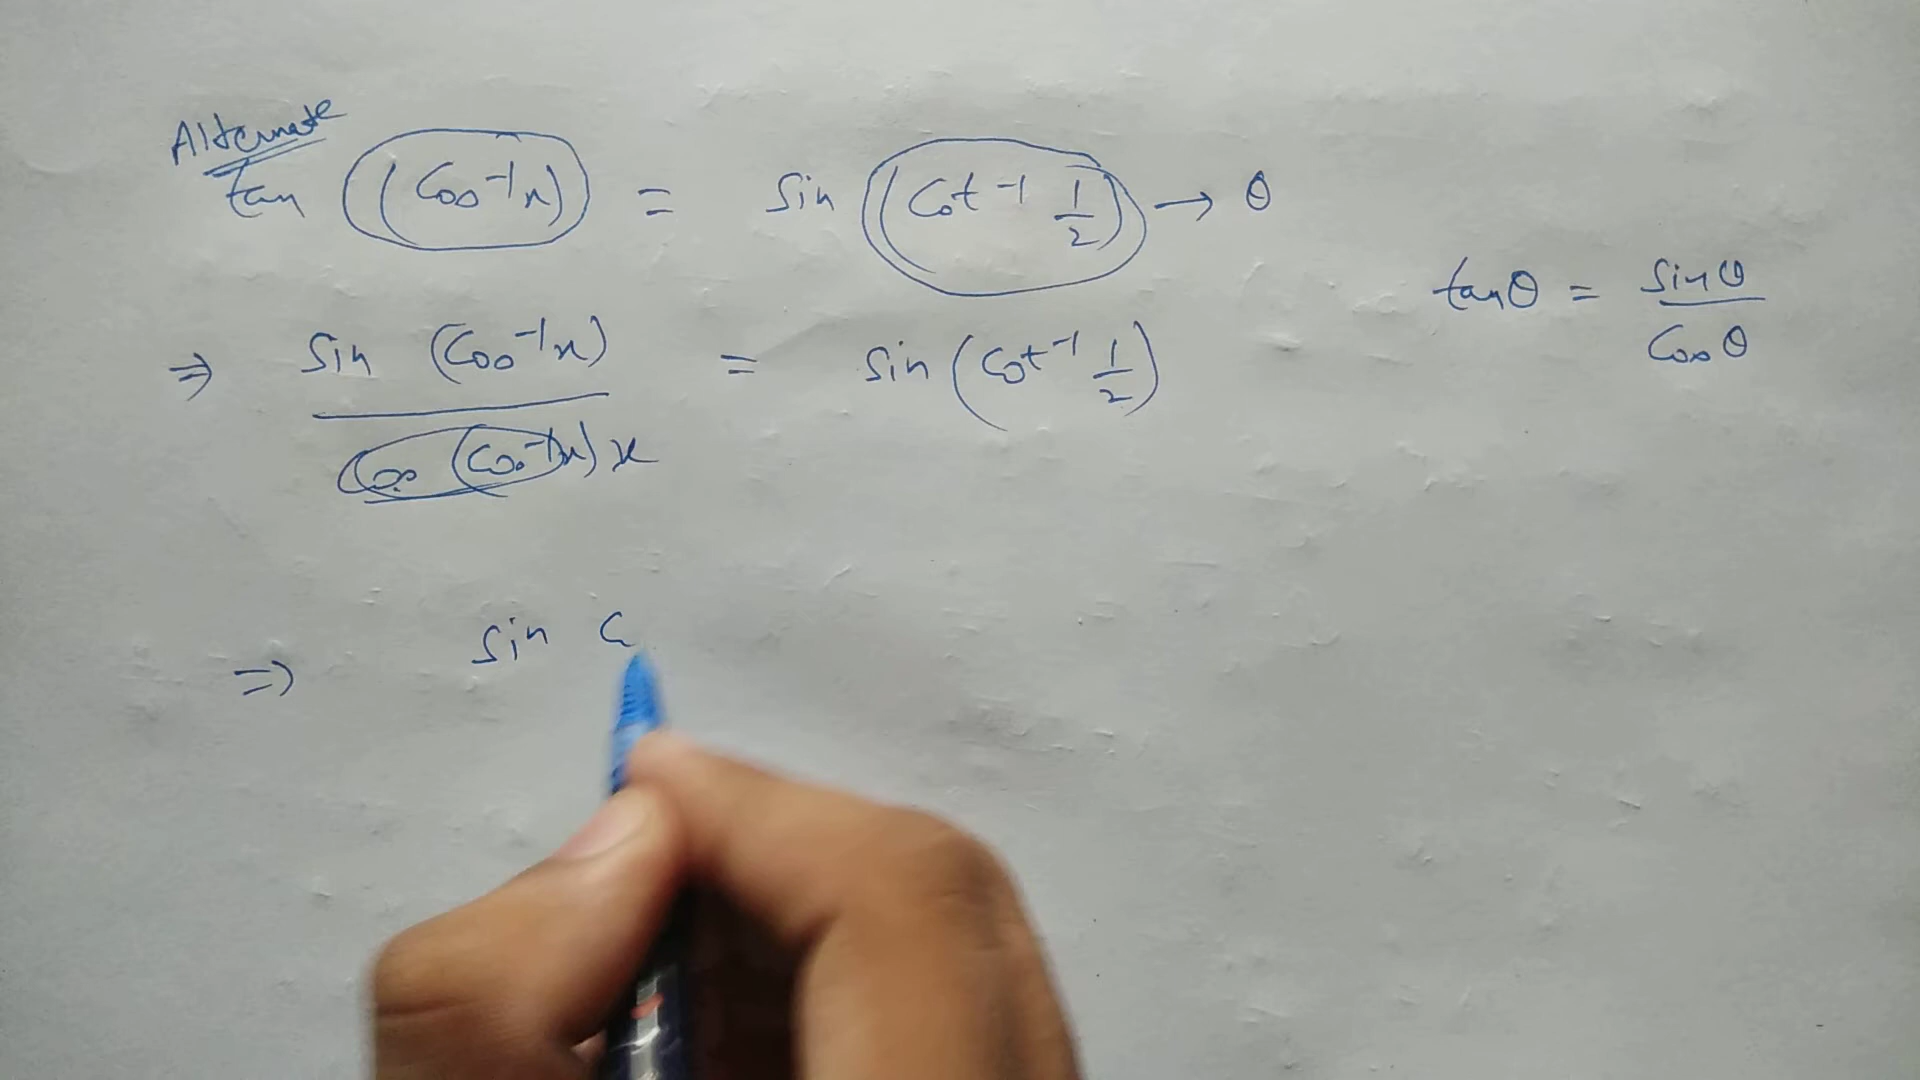 Alternate
tan (cos⁻¹x) = sin (cot⁻¹ 1/2) → θ
tanθ = sinθ/cosθ
⇒ sin (cos⁻¹x)/cos (cos⁻¹x) x = sin (cot⁻¹ 1/2)
⇒ sin c